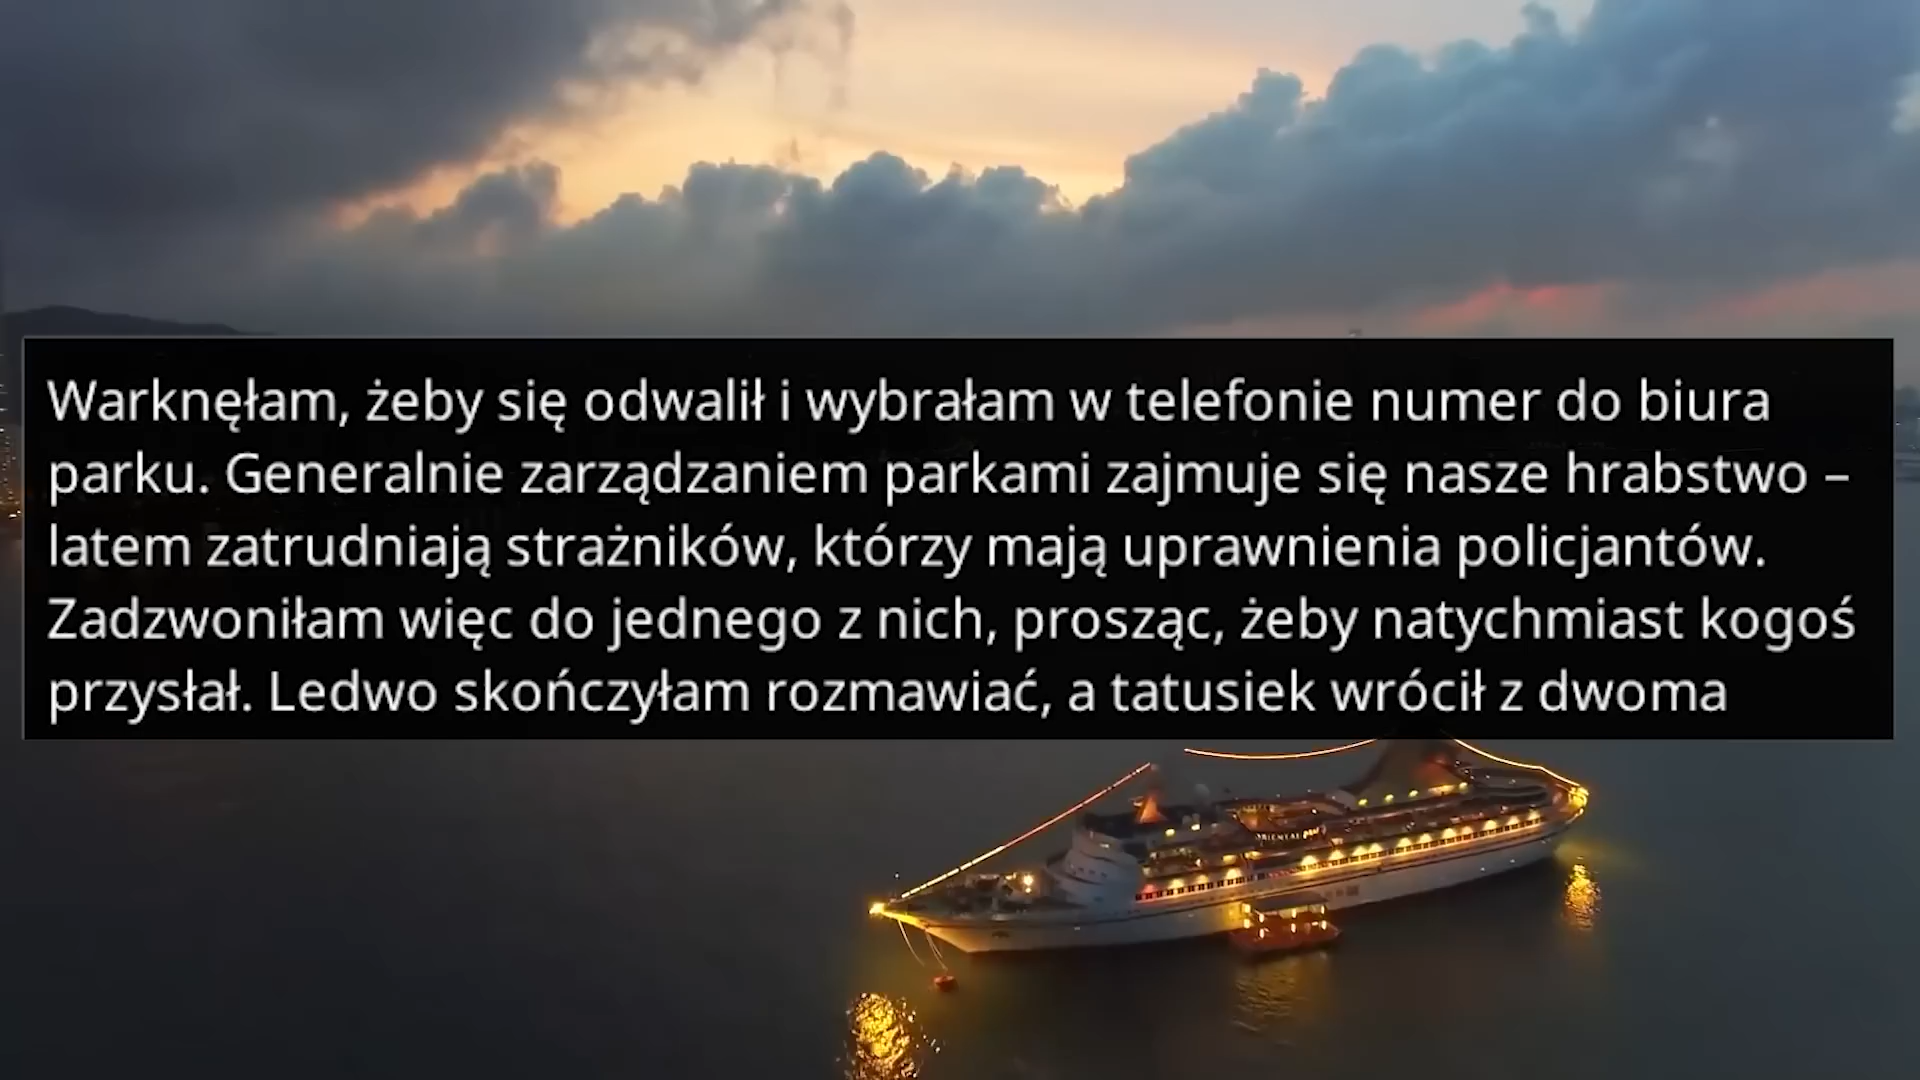 Warknęłam, żeby się odwalił i wybrałam w telefonie numer do biura
parku. Generalnie zarządzaniem parkami zajmuje się nasze hrabstwo –
latem zatrudniają strażników, którzy mają uprawnienia policjantów.
Zadzwoniłam więc do jednego z nich, prosząc, żeby natychmiast kogoś
przysłał. Ledwo skończyłam rozmawiać, a tatusiek wrócił z dwoma